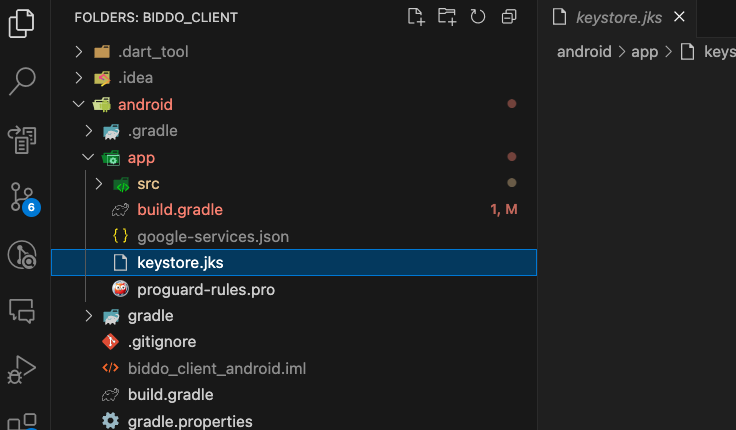 FOLDERS: BIDDO_CLIENT
keystore.jks
android > app > keys
.dart_tool
.idea
android
.gradle
app
src
build.gradle 1, M
google-services.json
keystore.jks
proguard-rules.pro
gradle
.gitignore
biddo_client_android.iml
build.gradle
gradle.properties
6